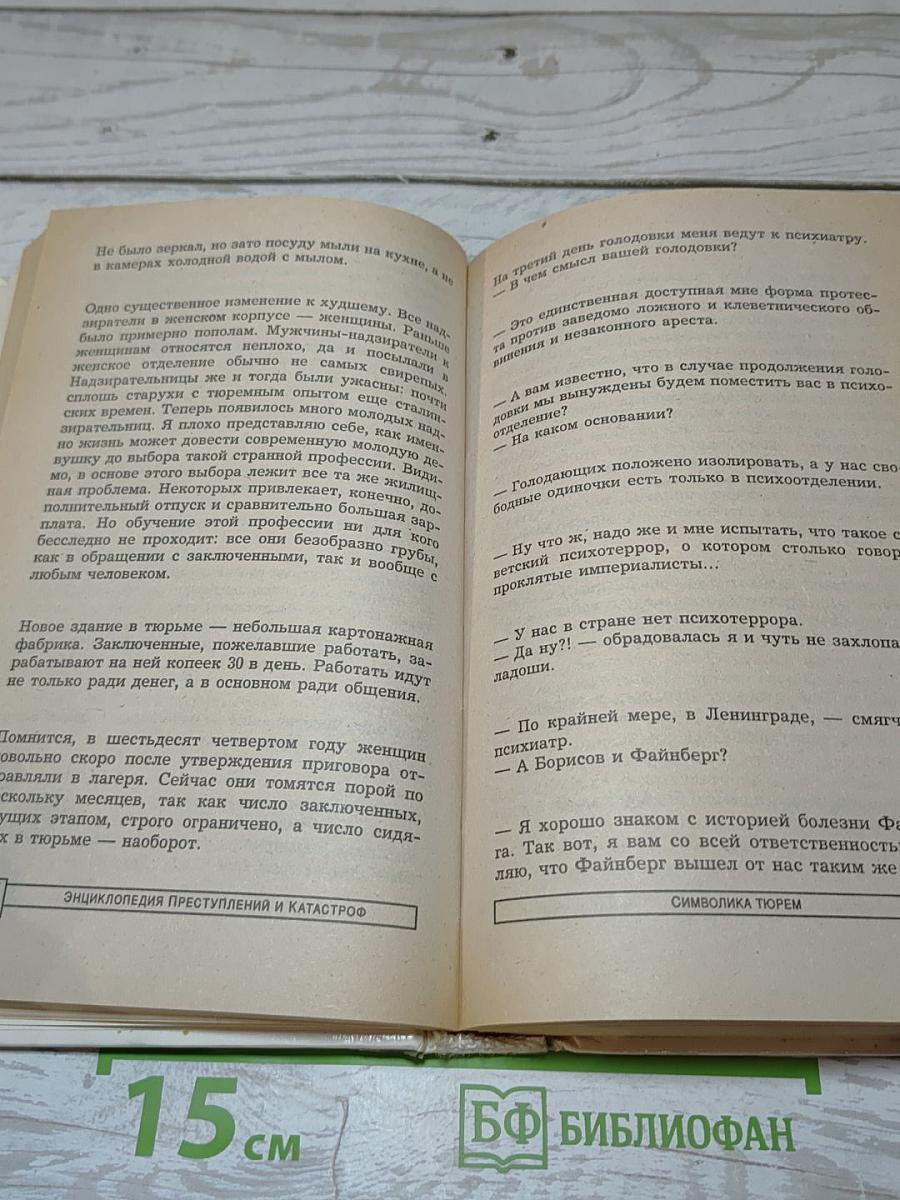 Не было зеркал, но зато посуду мыли на кухне, а не
в камерах холодной водой с мылом.
Одно существенное изменение к худшему. Все над-
зиратели в женском корпусе — женщины. Раньше
было примерно пополам. Мужчины-надзиратели к
женщинам относятся неплохо, да и посылали в
женское отделение обычно не самых свирепых.
Надзирательницы же и тогда были ужасны: почти
сплошь старухи с тюремным опытом еще сталин-
ских времен. Теперь появилось много молодых над-
зирательниц. Я плохо представляю себе, как имен-
но жизнь может довести современную молодую де-
вушку до выбора такой странной профессии. Види-
мо, в основе этого выбора лежит все та же жилищ-
ная проблема. Некоторых привлекает, конечно, до-
полнительный отпуск и сравнительно большая зар-
плата. Но обучение этой профессии ни для кого
бесследно не проходит: все они безобразно грубы,
как в обращении с заключенными, так и вообще с
любым человеком.
Новое здание в тюрьме — небольшая картонажная
фабрика. Заключенные, пожелавшие работать, за-
рабатывают на ней копеек 30 в день. Работать идут
не только ради денег, а в основном ради общения.
Помнится, в шестьдесят четвертом году женщин
овольно скоро после утверждения приговора от-
равляли в лагеря. Сейчас они томятся порой по
скольку месяцев, так как число заключенных,
ущих этапом, строго ограничено, а число сидя-
х в тюрьме — наоборот.
ЭНЦИКЛОПЕДИЯ ПРЕСТУПЛЕНИЙ И КАТАСТРОФ
На третий день голодовки меня ведут к психиатру.
— В чем смысл вашей голодовки?
— Это единственная доступная мне форма протес-
та против заведомо ложного и клеветнического об-
винения и незаконного ареста.
— А вам известно, что в случае продолжения голо-
довки мы вынуждены будем поместить вас в психо-
отделение?
— На каком основании?
— Голодающих положено изолировать, а у нас сво-
бодные одиночки есть только в психоотделении.
— Ну что ж, надо же и мне испытать, что такое с
ветский психотеррор, о котором столько говор
проклятые империалисты...
— У нас в стране нет психотеррора.
— Да ну?! — обрадовалась я и чуть не захлопа
ладоши.
— По крайней мере, в Ленинграде, — смягч
психиатр.
— А Борисов и Файнберг?
— Я хорошо знаком с историей болезни Фа
га. Так вот, я вам со всей ответственность
ляю, что Файнберг вышел от нас таким же
СИМВОЛИКА ТЮРЕМ
15 см
БФ БИБЛИОФАН